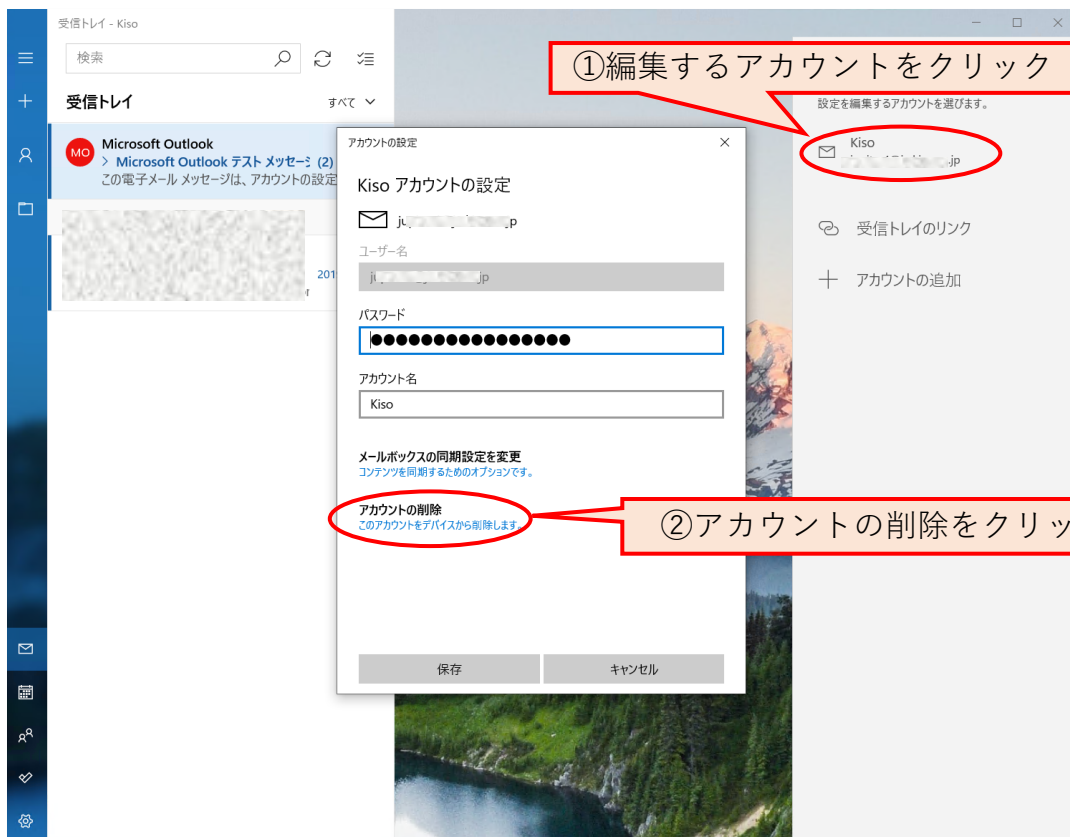 受信トレイ - Kiso
検索
受信トレイ
すべて
MO
Microsoft Outlook
> Microsoft Outlook テスト メッセージ (2)
この電子メール メッセージは、アカウントの設定
201
①編集するアカウントをクリック
設定を編集するアカウントを選びます。
Kiso
.jp
受信トレイのリンク
アカウントの追加
アカウントの設定
Kiso アカウントの設定
ju
p
ユーザー名
jp
パスワード
●●●●●●●●●●●●●●●●
アカウント名
Kiso
メールボックスの同期設定を変更
コンテンツを同期するためのオプションです。
アカウントの削除
このアカウントをデバイスから削除します。
②アカウントの削除をクリッ
保存
キャンセル